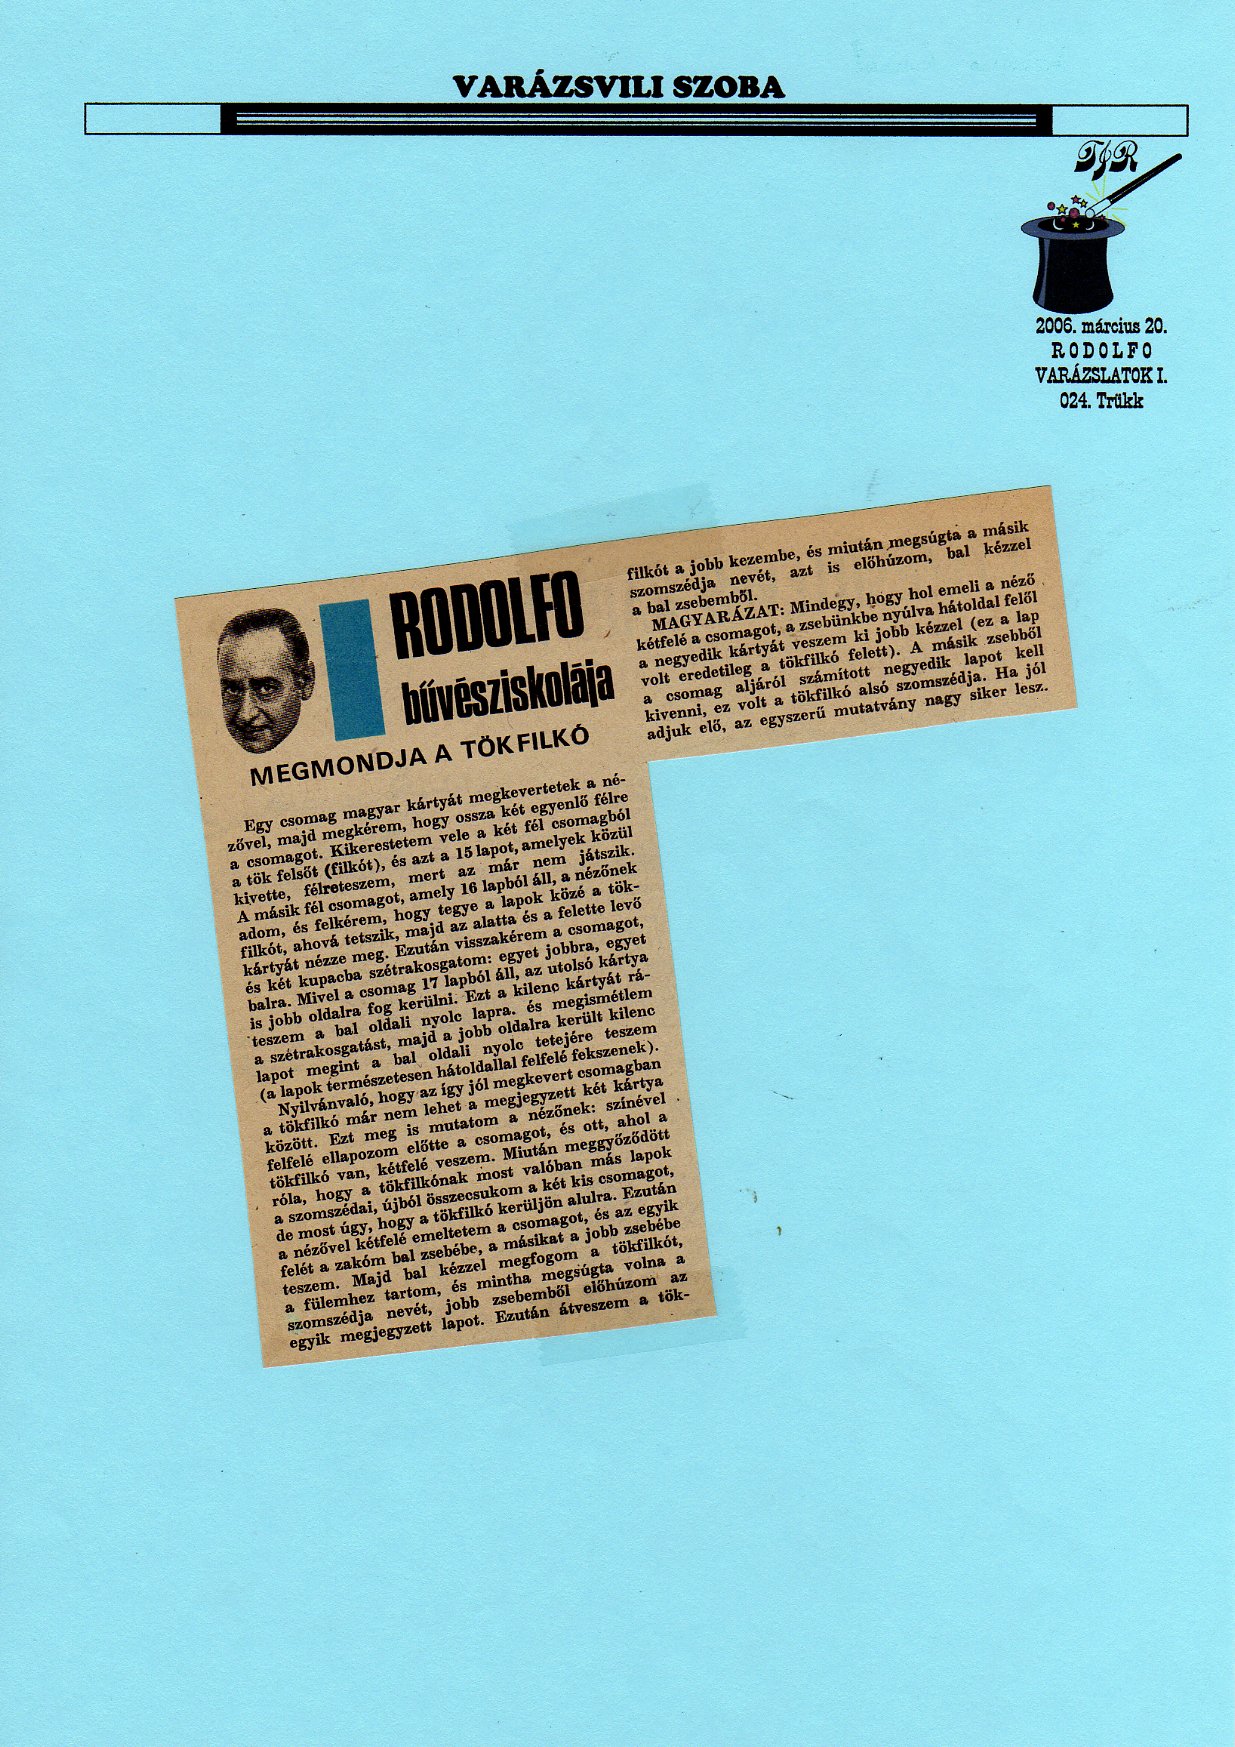 VARÁZSVILI SZOBA
TJR
2006. március 20.
RODOLFO
VARÁZSLATOK I.
024. Trükk
RODOLFO
bűvésziskolája
MEGMONDJA A TÖKFILKÓ
Egy csomag magyar kártyát megkevertetek a né-
zővel, majd megkérem, hogy ossza két egyenlő félre
a csomagot. Kikerestetem vele a két fél csomagból
a tök felsőt (filkót), és azt a 15 lapot, amelyek közül
kivette, félreteszem, mert az már nem játszik.
A másik fél csomagot, amely 16 lapból áll, a nézőnek
adom, és felkérem, hogy tegye a lapok közé a tök-
filkót, ahová tetszik, majd az alatta és a felette levő
kártyát nézze meg. Ezután visszakérem a csomagot,
és két kupacba szétrakosgatom: egyet jobbra, egyet
balra. Mivel a csomag 17 lapból áll, az utolsó kártya
is jobb oldalra fog kerülni. Ezt a kilenc kártyát rá-
teszem a bal oldali nyolc lapra. és megismétlem
a szétrakosgatást, majd a jobb oldalra került kilenc
lapot megint a bal oldali nyolc tetejére teszem
(a lapok természetesen hátoldallal felfelé fekszenek).
Nyilvánvaló, hogy az így jól megkevert csomagban
a tökfilkó már nem lehet a megjegyzett két kártya
között. Ezt meg is mutatom a nézőnek: színével
felfelé ellapozom előtte a csomagot, és ott, ahol a
tökfilkó van, kétfelé veszem. Miután meggyőződött
róla, hogy a tökfilkónak most valóban más lapok
a szomszédai, újból összecsukom a két kis csomagot,
de most úgy, hogy a tökfilkó kerüljön alulra. Ezután
a nézővel kétfelé emeltetem a csomagot, és az egyik
felét a zakóm bal zsebébe, a másikat a jobb zsebébe
teszem. Majd bal kézzel megfogom a tökfilkót,
a fülemhez tartom, és mintha megsúgta volna a
szomszédja nevét, jobb zsebemből előhúzom az
egyik megjegyzett lapot. Ezután átveszem a tök-
filkót a jobb kezembe, és miután megsúgta a másik
szomszédja nevét, azt is előhúzom, bal kézzel
a bal zsebemből.
MAGYARÁZAT: Mindegy, hogy hol emeli a néző
kétfelé a csomagot, a zsebünkbe nyúlva hátoldal felől
a negyedik kártyát veszem ki jobb kézzel (ez a lap
volt eredetileg a tökfilkó felett). A másik zsebből
a csomag aljáról számított negyedik lapot kell
kivenni, ez volt a tökfilkó alsó szomszédja. Ha jól
adjuk elő, az egyszerű mutatvány nagy siker lesz.